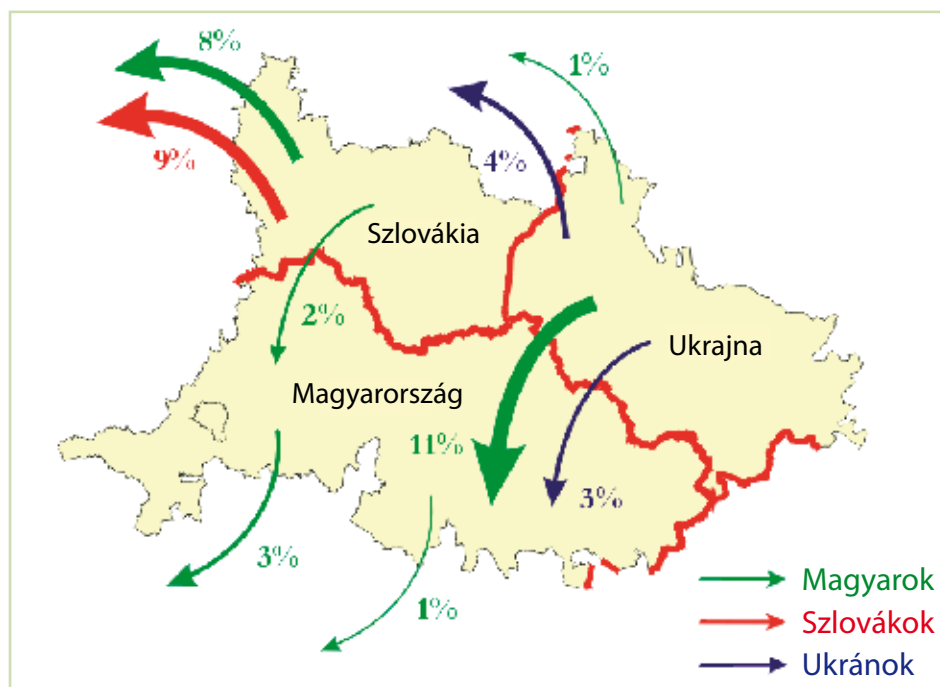 8%
1%
9%
4%
Szlovákia
2%
Ukrajna
Magyarország
11%
3%
3%
1%
Magyarok
Szlovákok
Ukránok